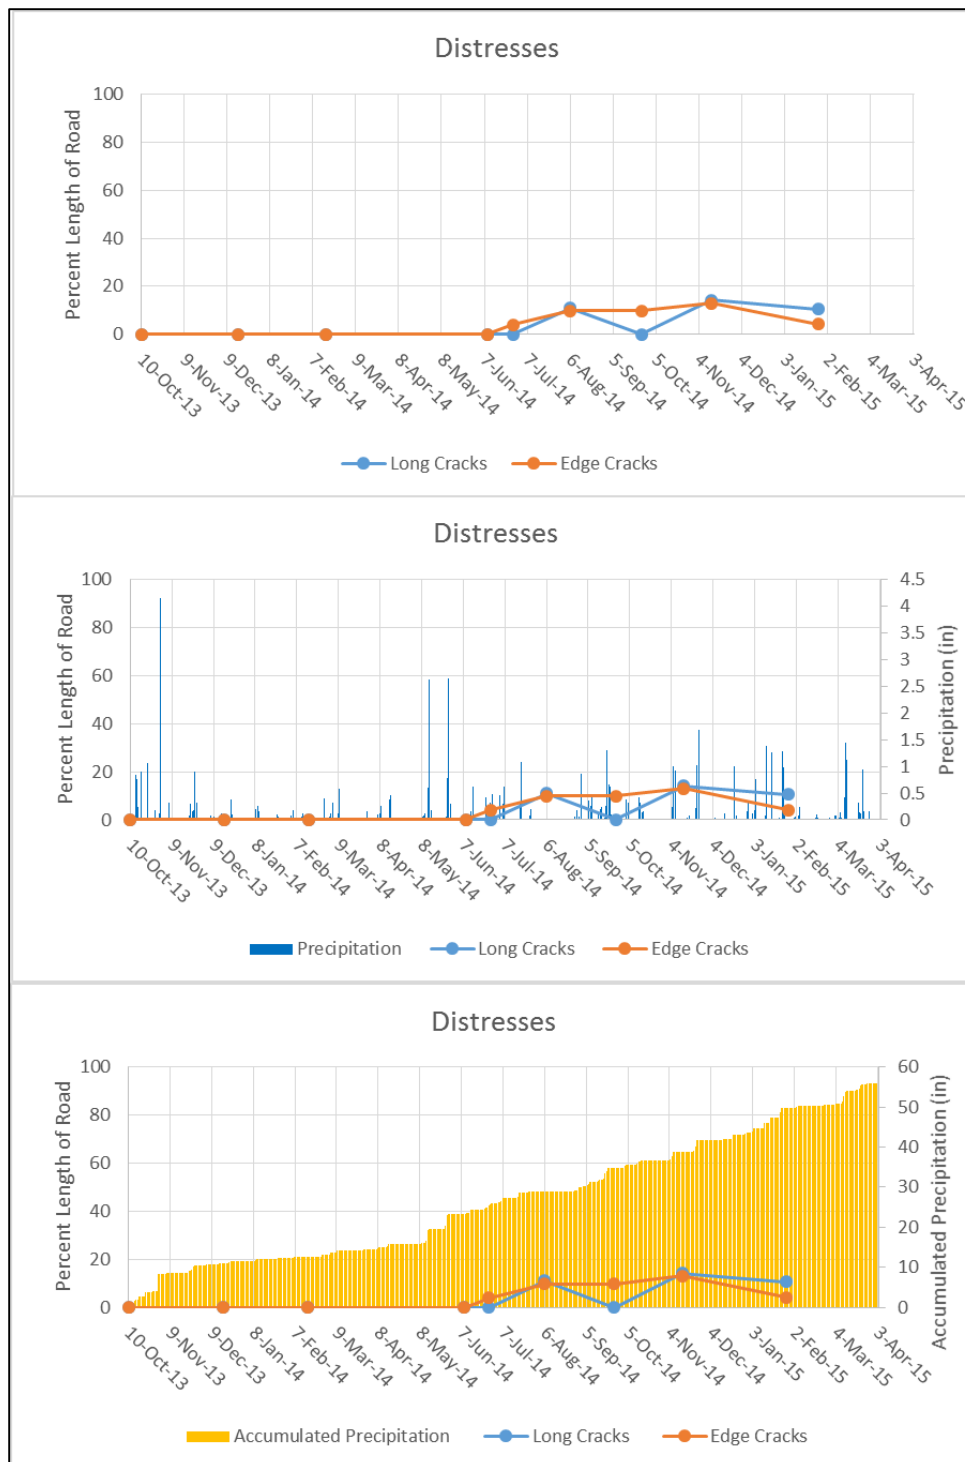 Distresses
Percent Length of Road
100
80
60
40
20
0
10-Oct-13
9-Nov-13
9-Dec-13
8-Jan-14
7-Feb-14
9-Mar-14
8-Apr-14
8-May-14
7-Jun-14
7-Jul-14
6-Aug-14
5-Sep-14
5-Oct-14
4-Nov-14
4-Dec-14
3-Jan-15
2-Feb-15
4-Mar-15
3-Apr-15
Long Cracks Edge Cracks
Distresses
Percent Length of Road
100
80
60
40
20
0
4.5
4
3.5
3
2.5
2
1.5
1
0.5
0
Precipitation (in)
10-Oct-13
9-Nov-13
9-Dec-13
8-Jan-14
7-Feb-14
9-Mar-14
8-Apr-14
8-May-14
7-Jun-14
7-Jul-14
6-Aug-14
5-Sep-14
5-Oct-14
4-Nov-14
4-Dec-14
3-Jan-15
2-Feb-15
4-Mar-15
3-Apr-15
Precipitation Long Cracks Edge Cracks
Distresses
Percent Length of Road
100
80
60
40
20
0
60
50
40
30
20
10
0
Accumulated Precipitation (in)
10-Oct-13
9-Nov-13
9-Dec-13
8-Jan-14
7-Feb-14
9-Mar-14
8-Apr-14
8-May-14
7-Jun-14
7-Jul-14
6-Aug-14
5-Sep-14
5-Oct-14
4-Nov-14
4-Dec-14
3-Jan-15
2-Feb-15
4-Mar-15
3-Apr-15
Accumulated Precipitation Long Cracks Edge Cracks